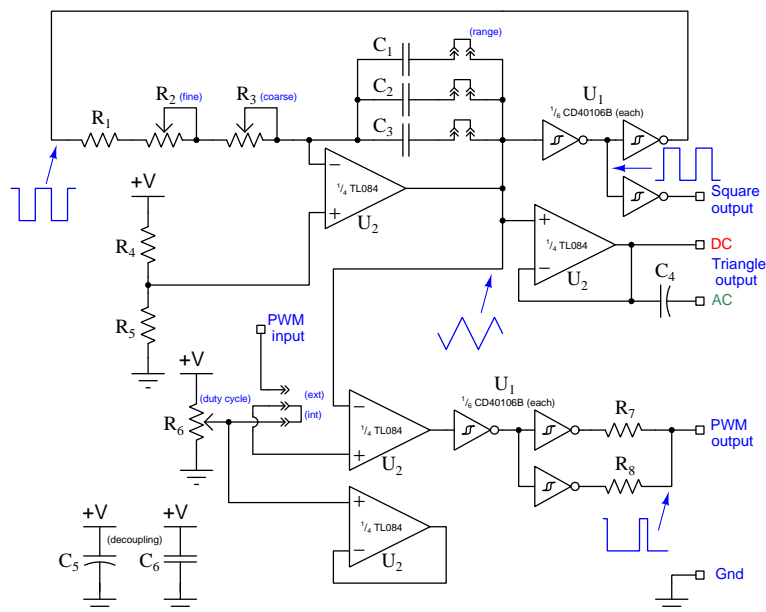 C1
(range)
C2
C3
R1
R2 (fine)
R3 (coarse)
U1
1/6 CD40106B (each)
1/4 TL084
U2
Square
output
+V
R4
R5
1/4 TL084
U2
DC
Triangle
output
C4
AC
PWM
input
+V
(duty cycle)
R6
(ext)
(int)
1/4 TL084
U2
U1
1/6 CD40106B (each)
R7
R8
PWM
output
1/4 TL084
U2
+V
(decoupling)
+V
C5
C6
Gnd